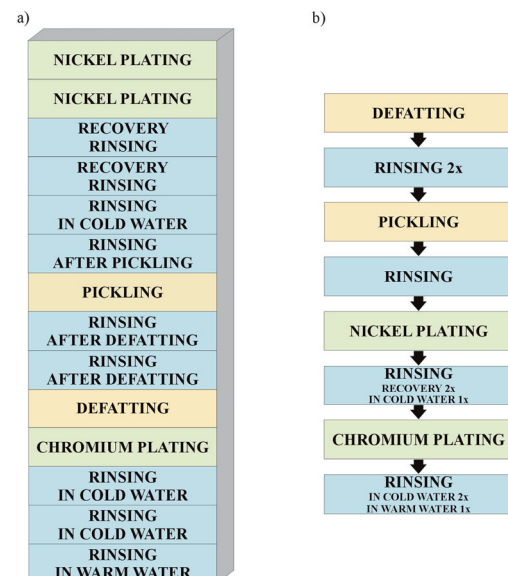 a)
NICKEL PLATING
NICKEL PLATING
RECOVERY
RINSING
RECOVERY
RINSING
RINSING
IN COLD WATER
RINSING
AFTER PICKLING
PICKLING
RINSING
AFTER DEFATTING
RINSING
AFTER DEFATTING
DEFATTING
CHROMIUM PLATING
RINSING
IN COLD WATER
RINSING
IN COLD WATER
RINSING
IN WARM WATER
b)
DEFATTING
RINSING 2x
PICKLING
RINSING
NICKEL PLATING
RINSING
RECOVERY 2x
IN COLD WATER 1x
CHROMIUM PLATING
RINSING
IN COLD WATER 2x
IN WARM WATER 1x